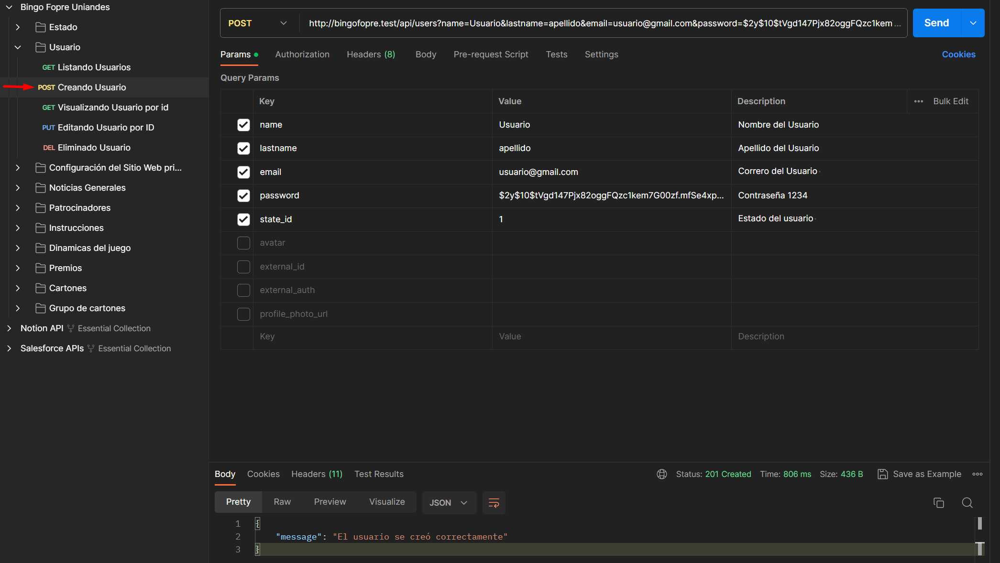 Bingo Fopre Uniandes
Estado
Usuario
GET Listando Usuarios
POST Creando Usuario
GET Visualizando Usuario por id
PUT Editando Usuario por ID
DEL Eliminado Usuario
Configuración del Sitio Web pri...
Noticias Generales
Patrocinadores
Instrucciones
Dinamicas del juego
Premios
Cartones
Grupo de cartones
Notion API Essential Collection
Salesforce APIs Essential Collection
POST http://bingofopre.test/api/users?name=Usuario&lastname=apellido&email=usuario@gmail.com&password=$2y$10$tVgd147Pjx82oggFQzc1kem ... Send
Params Authorization Headers (8) Body Pre-request Script Tests Settings Cookies
Query Params
Key Value Description Bulk Edit
name Usuario Nombre del Usuario
lastname apellido Apellido del Usuario
email usuario@gmail.com Correro del Usuario
password $2y$10$tVgd147Pjx82oggFQzc1kem7G00zf.mfSe4xp... Contraseña 1234
state_id 1 Estado del usuario
avatar
external_id
external_auth
profile_photo_url
Key Value Description
Body Cookies Headers (11) Test Results Status: 201 Created Time: 806 ms Size: 436 B Save as Example
Pretty Raw Preview Visualize JSON
1 {
2 "message": "El usuario se creó correctamente"
3 }